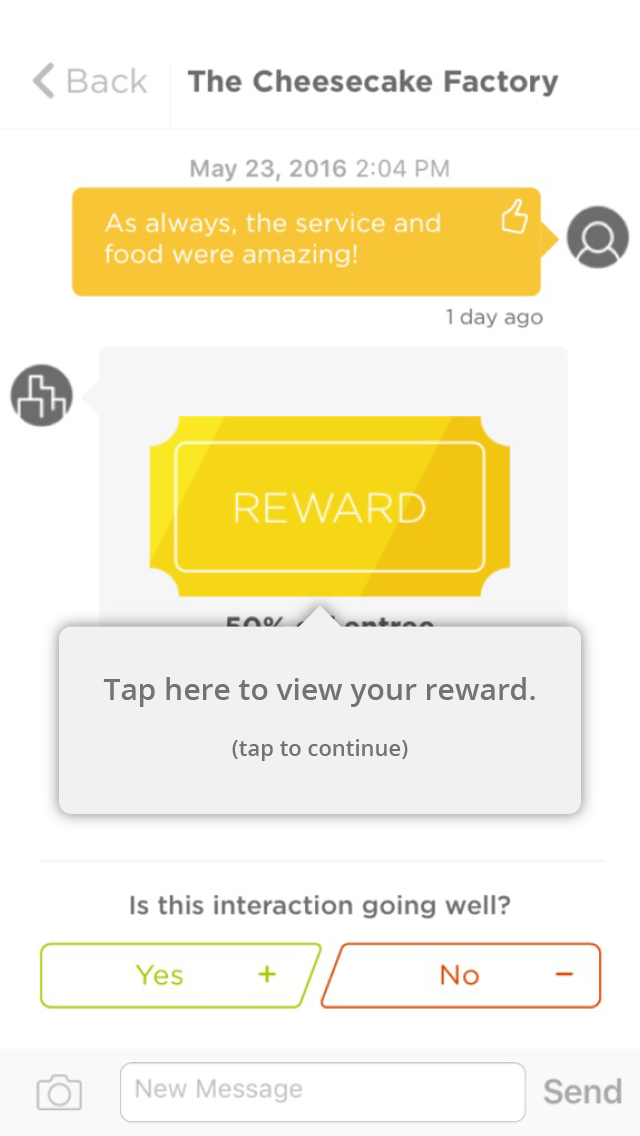 Back
The Cheesecake Factory
May 23, 2016 2:04 PM
As always, the service and
food were amazing!
1 day ago
REWARD
50% entree
Tap here to view your reward.
(tap to continue)
Is this interaction going well?
Yes +
No −
New Message
Send